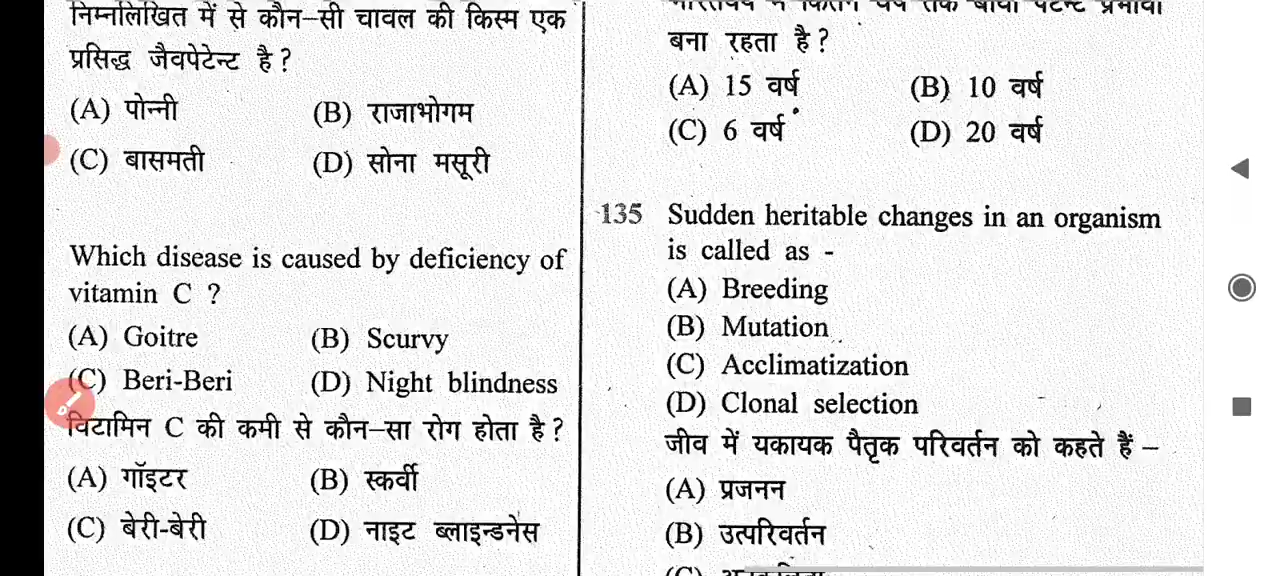 निम्नलिखित में से कौन-सी चावल की किस्म एक
प्रसिद्ध जैवपेटेन्ट है ?
(A) पोन्नी (B) राजाभोगम
(C) बासमती (D) सोना मसूरी
Which disease is caused by deficiency of
vitamin C ?
(A) Goitre (B) Scurvy
(C) Beri-Beri (D) Night blindness
विटामिन C की कमी से कौन-सा रोग होता है ?
(A) गॉइटर (B) स्कर्वी
(C) बेरी-बेरी (D) नाइट ब्लाइन्डनेस
बना रहता है ?
(A) 15 वर्ष (B) 10 वर्ष
(C) 6 वर्ष (D) 20 वर्ष
135 Sudden heritable changes in an organism
is called as -
(A) Breeding
(B) Mutation
(C) Acclimatization
(D) Clonal selection
जीव में यकायक पैतृक परिवर्तन को कहते हैं –
(A) प्रजनन
(B) उत्परिवर्तन